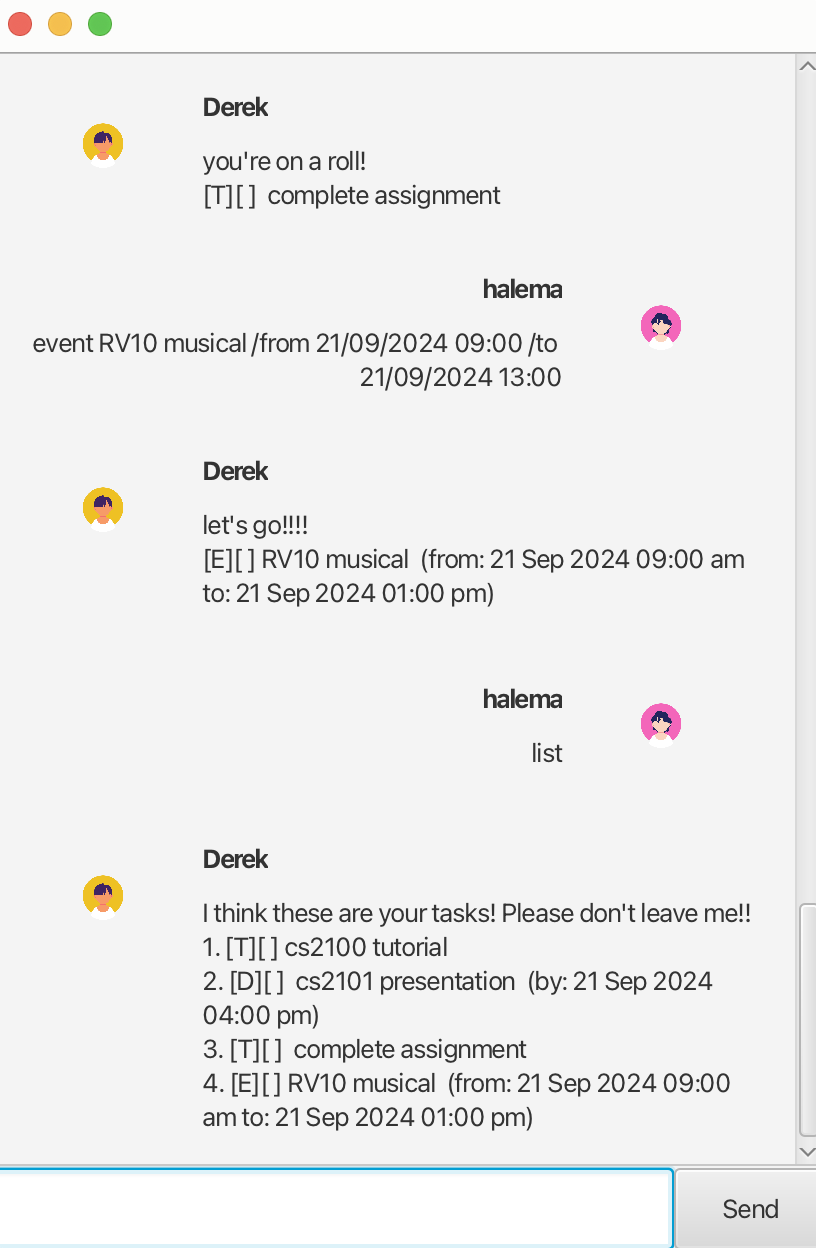 Derek
you're on a roll!
[T][ ]  complete assignment
halema
event RV10 musical /from 21/09/2024 09:00 /to
21/09/2024 13:00
Derek
let's go!!!!
[E][ ] RV10 musical  (from: 21 Sep 2024 09:00 am
to: 21 Sep 2024 01:00 pm)
halema
list
Derek
I think these are your tasks! Please don't leave me!!
1. [T][ ] cs2100 tutorial
2. [D][ ]  cs2101 presentation  (by: 21 Sep 2024
04:00 pm)
3. [T][ ]  complete assignment
4. [E][ ] RV10 musical  (from: 21 Sep 2024 09:00
am to: 21 Sep 2024 01:00 pm)
Send